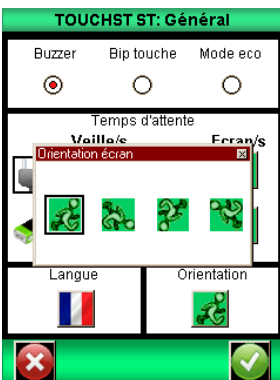 TOUCHST ST: Général
Buzzer Bip touche Mode eco
Temps d'attente
Veille/s Ecran/s
Orientation écran
Langue Orientation